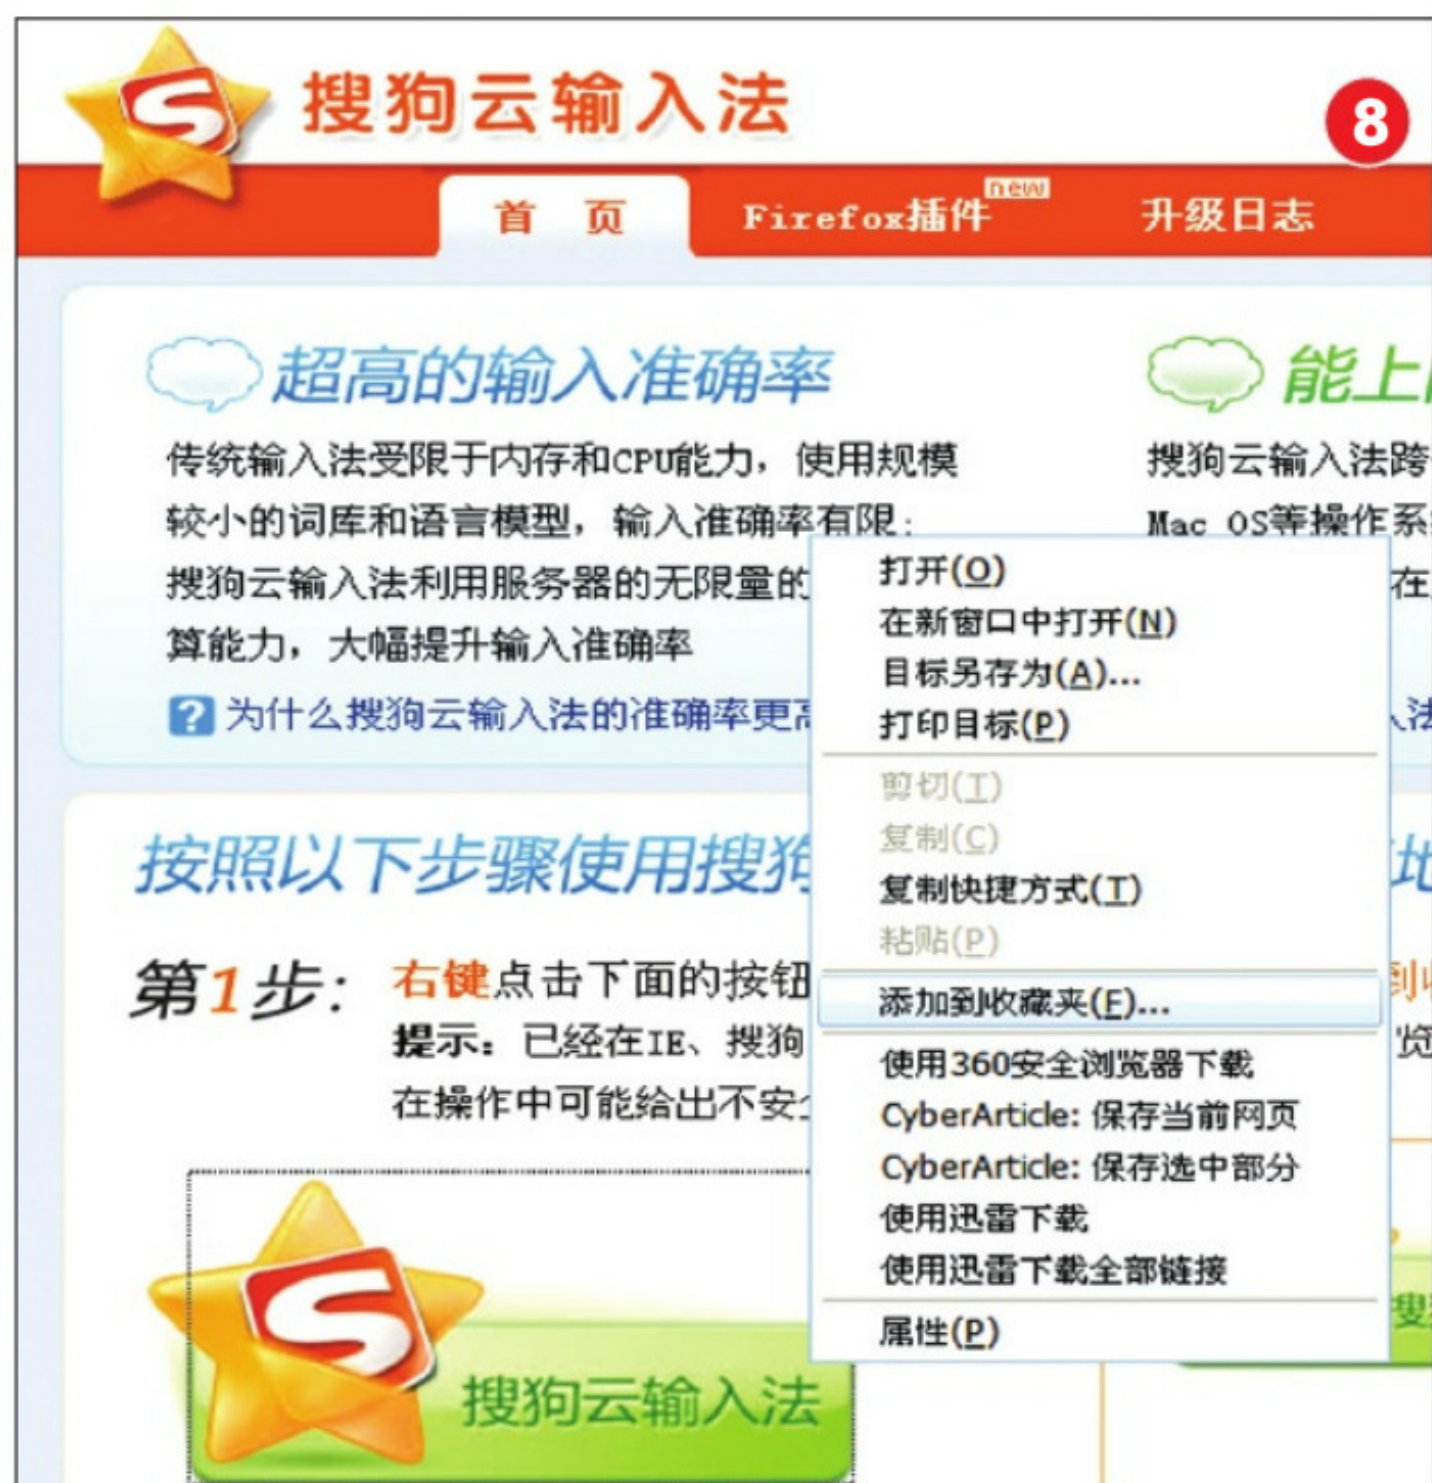 搜狗云输入法
8
首 页
Firefox插件
new
升级日志
超高的输入准确率
传统输入法受限于内存和CPU能力，使用规模
较小的词库和语言模型，输入准确率有限；
搜狗云输入法利用服务器的无限量的
算能力，大幅提升输入准确率
? 为什么搜狗云输入法的准确率更高
能上
搜狗云输入法跨
Mac OS等操作系
在
法
打开(O)
在新窗口中打开(N)
目标另存为(A)...
打印目标(P)
剪切(T)
复制(C)
复制快捷方式(T)
粘贴(P)
添加到收藏夹(F)...
使用360安全浏览器下载
CyberArticle: 保存当前网页
CyberArticle: 保存选中部分
使用迅雷下载
使用迅雷下载全部链接
属性(P)
按照以下步骤使用搜狗
第1步：
右键点击下面的按钮
提示：已经在IE、搜狗
在操作中可能给出不安
到
览
搜狗云输入法